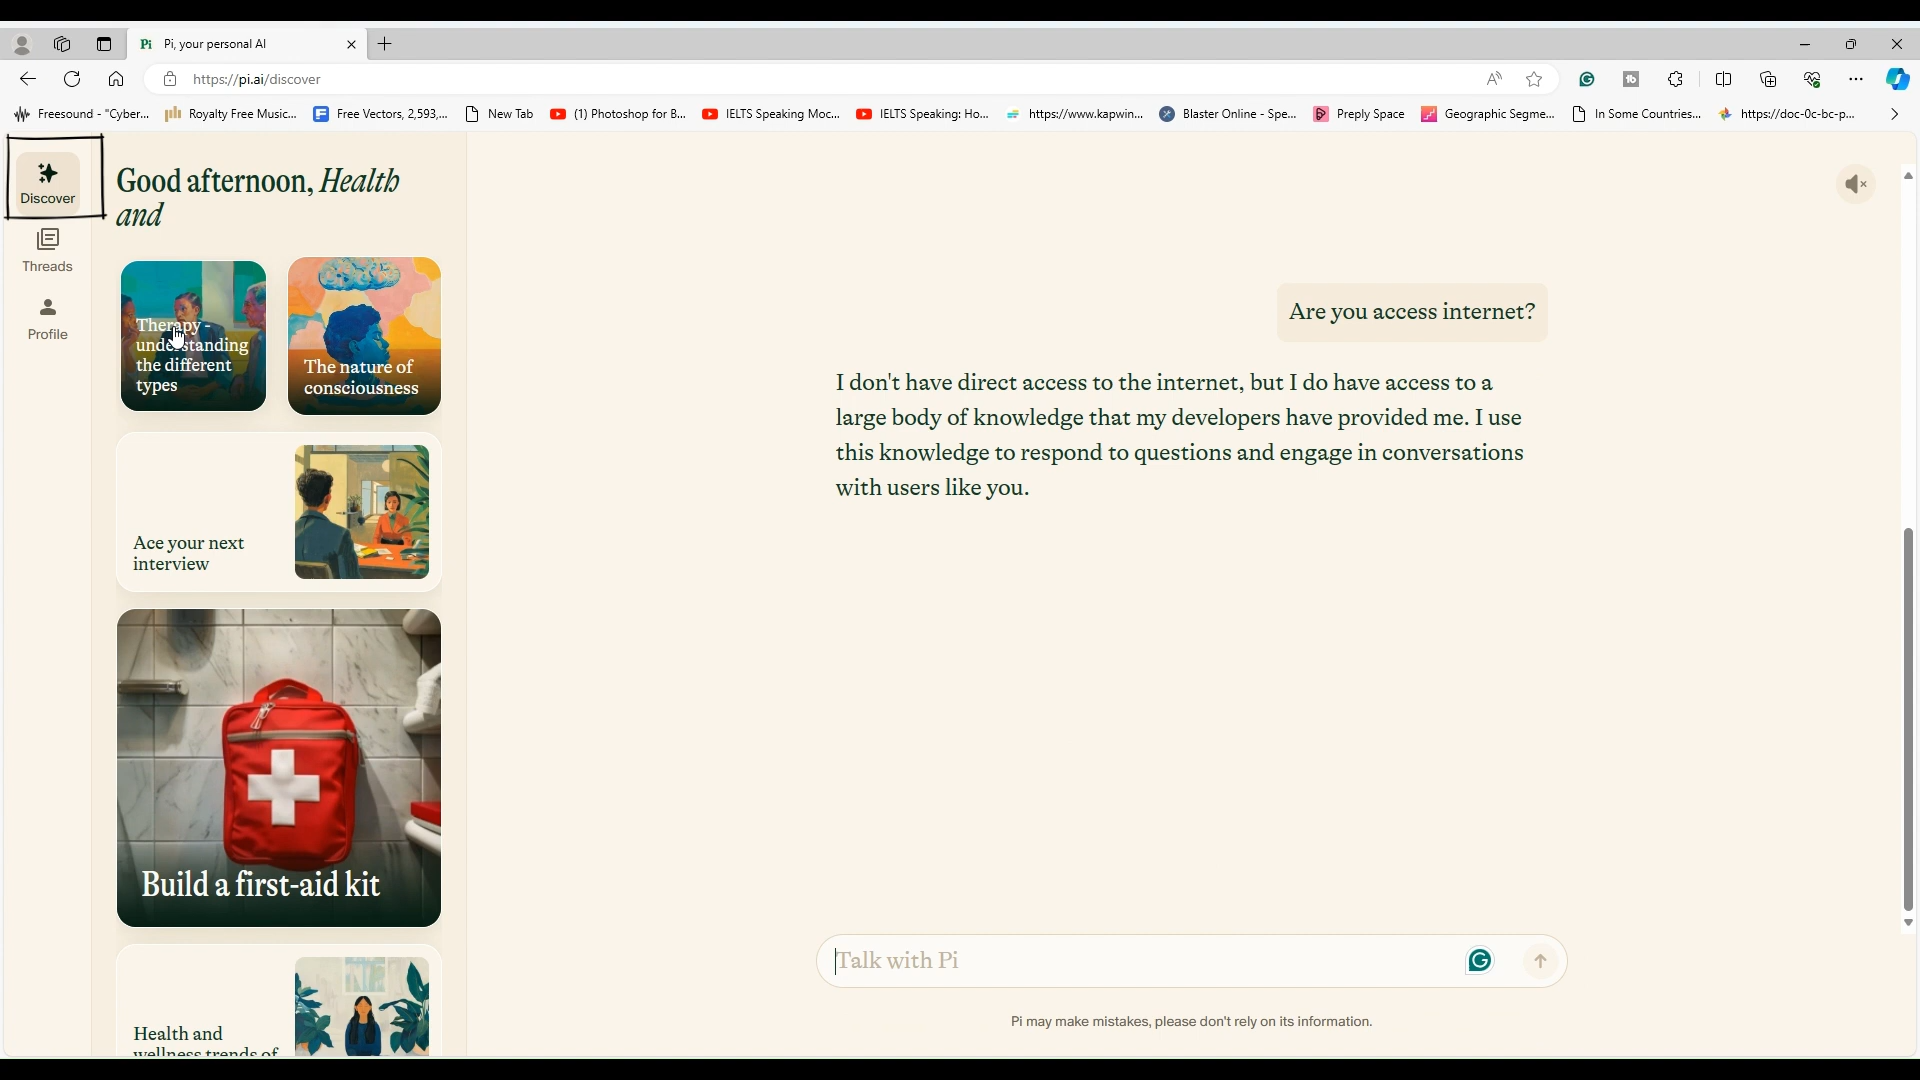 Pi, your personal AI
https://pi.ai/discover
Freesound - "Cyber...
Royalty Free Music...
Free Vectors, 2,593,...
New Tab
(1) Photoshop for B...
IELTS Speaking Moc...
IELTS Speaking: Ho...
https://www.kapwin...
Blaster Online - Spe...
Preply Space
Geographic Segme...
In Some Countries...
https://doc-0c-bc-p...
Discover
Threads
Profile
Good afternoon, Health
and
Therapy -
understanding
the different
types
The nature of
consciousness
Ace your next
interview
Build a first-aid kit
Health and
wellness trends of
Are you access internet?
I don't have direct access to the internet, but I do have access to a
large body of knowledge that my developers have provided me. I use
this knowledge to respond to questions and engage in conversations
with users like you.
Talk with Pi
Pi may make mistakes, please don't rely on its information.